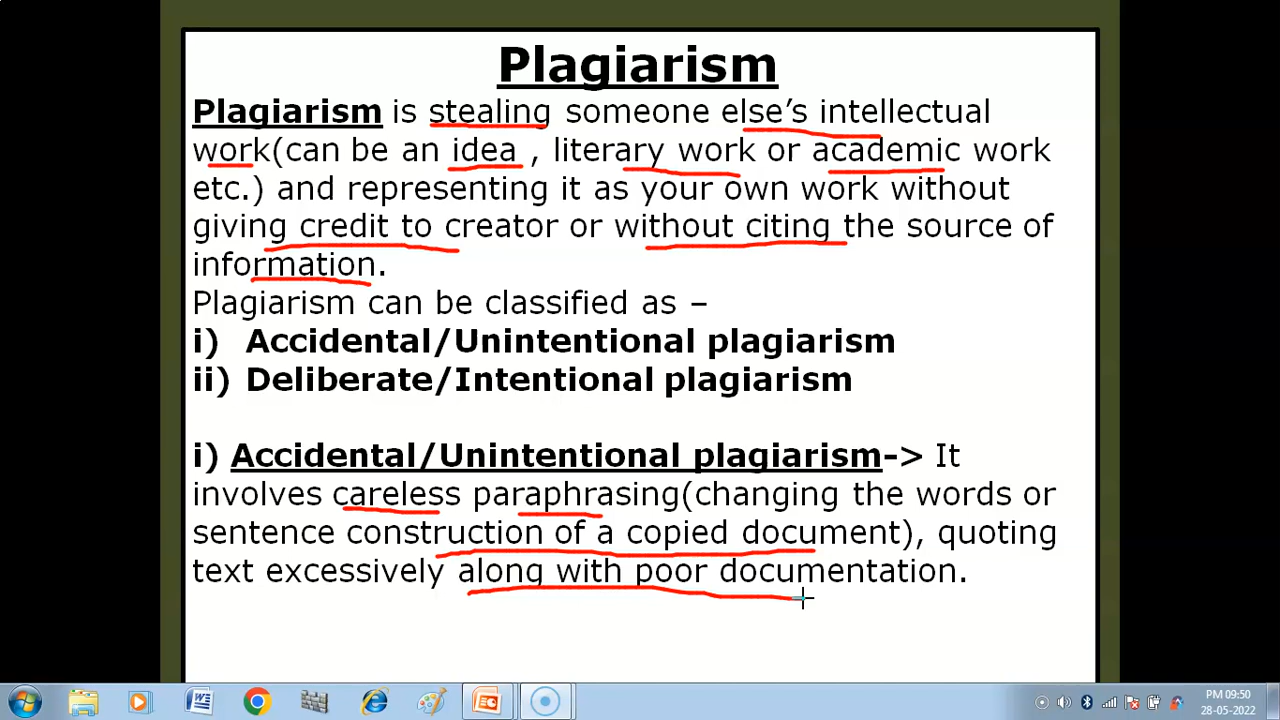 Plagiarism
Plagiarism is stealing someone else’s intellectual
work(can be an idea , literary work or academic work
etc.) and representing it as your own work without
giving credit to creator or without citing the source of
information.
Plagiarism can be classified as –
i) Accidental/Unintentional plagiarism
ii) Deliberate/Intentional plagiarism
i) Accidental/Unintentional plagiarism-> It
involves careless paraphrasing(changing the words or
sentence construction of a copied document), quoting
text excessively along with poor documentation.
PM 09:50
28-05-2022